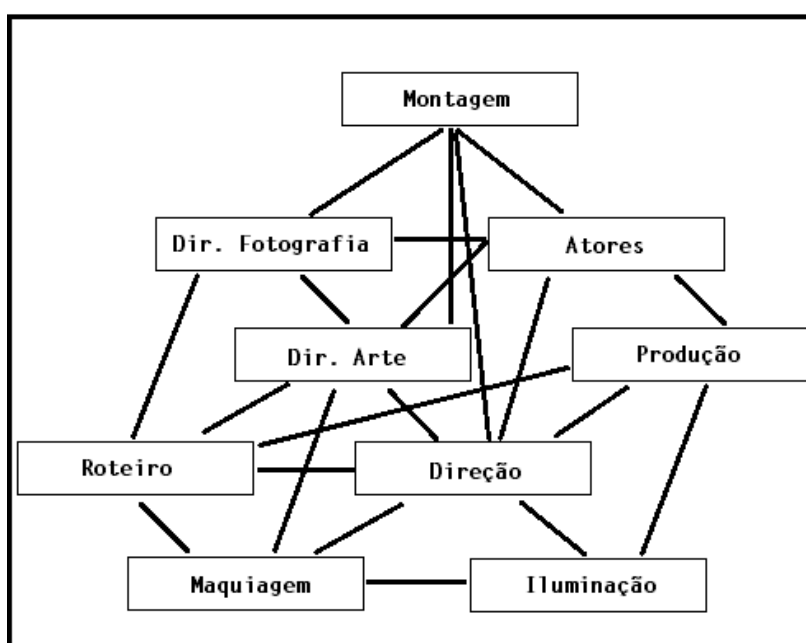 Montagem
Dir. Fotografia
Atores
Dir. Arte
Produção
Roteiro
Direção
Maquiagem
Iluminação